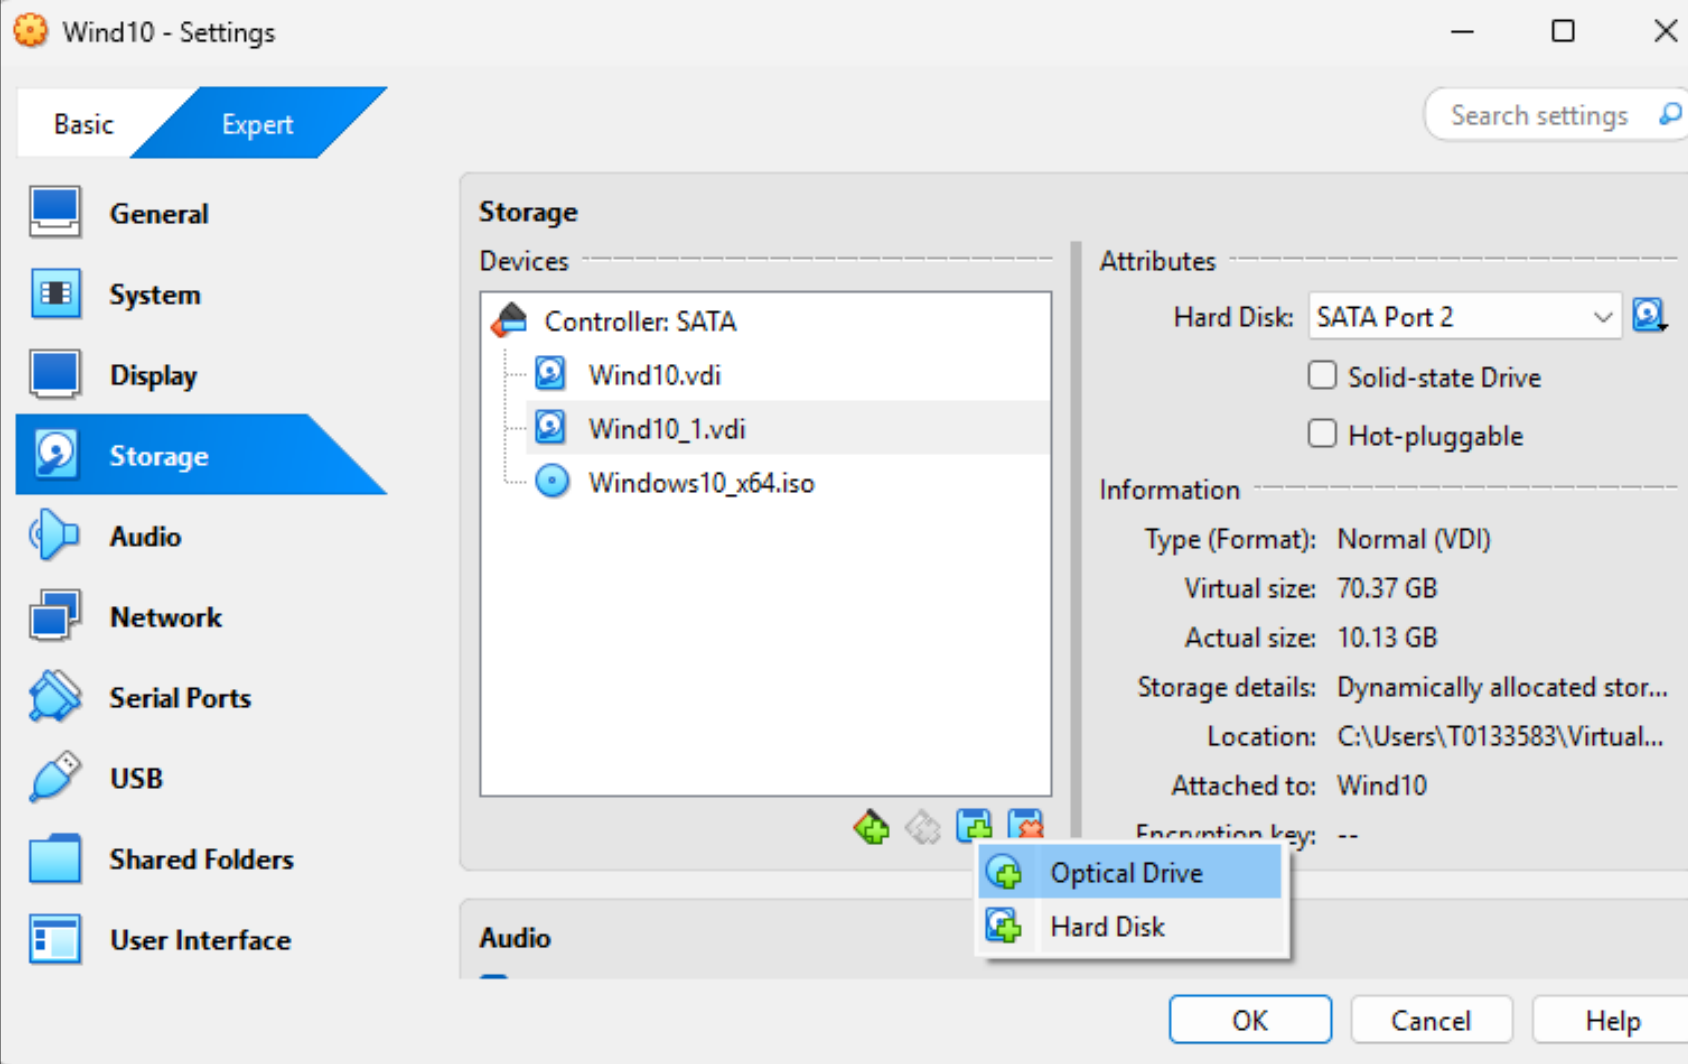 Wind10 - Settings
Basic
Expert
Search settings
General
System
Display
Storage
Audio
Network
Serial Ports
USB
Shared Folders
User Interface
Storage
Devices
Controller: SATA
Wind10.vdi
Wind10_1.vdi
Windows10_x64.iso
Attributes
Hard Disk: SATA Port 2
Solid-state Drive
Hot-pluggable
Information
Type (Format): Normal (VDI)
Virtual size: 70.37 GB
Actual size: 10.13 GB
Storage details: Dynamically allocated stor...
Location: C:\Users\T0133583\Virtual...
Attached to: Wind10
Encryption key: --
Optical Drive
Hard Disk
Audio
OK
Cancel
Help